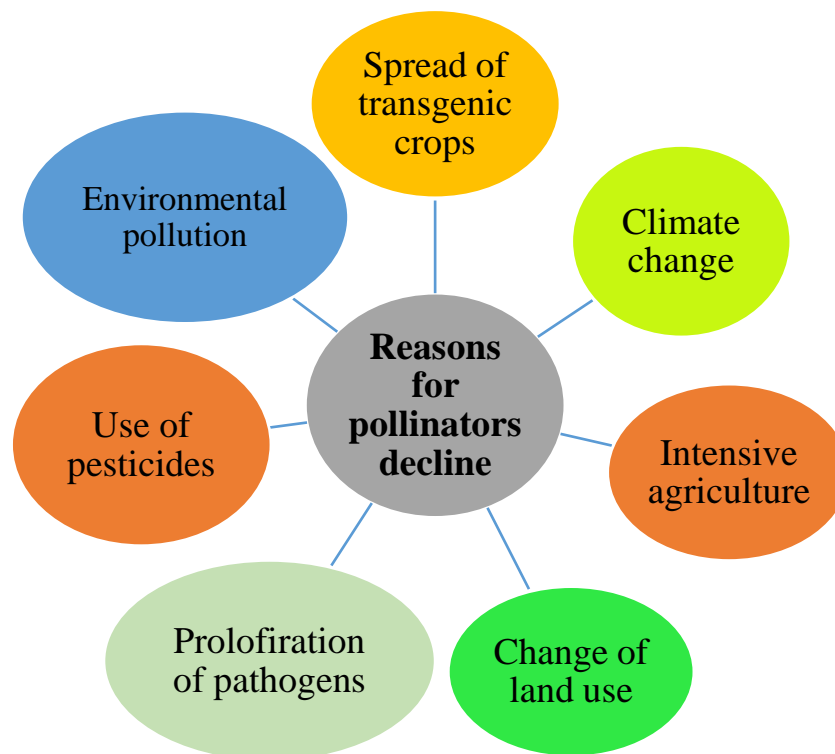 Spread of
transgenic
crops
Environmental
pollution
Climate
change
Reasons
for
pollinators
decline
Use of
pesticides
Intensive
agriculture
Prolofiration
of pathogens
Change of
land use